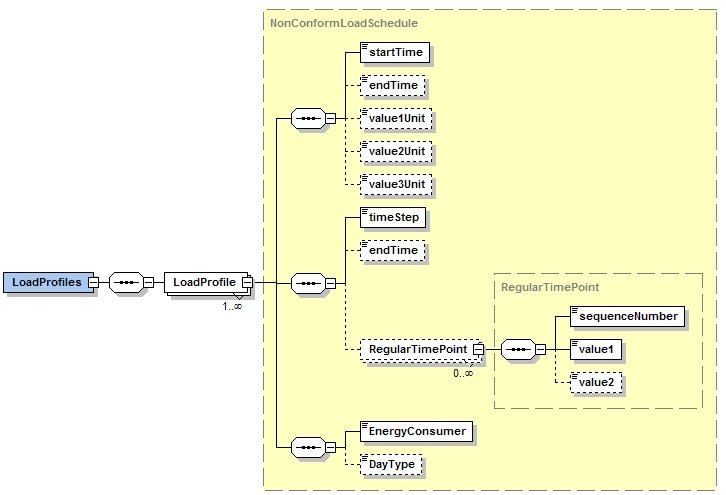 NonConformLoadSchedule
startTime
endTime
value1Unit
value2Unit
value3Unit
timeStep
endTime
LoadProfiles
LoadProfile
1..∞
RegularTimePoint
0..∞
RegularTimePoint
sequenceNumber
value1
value2
EnergyConsumer
DayType